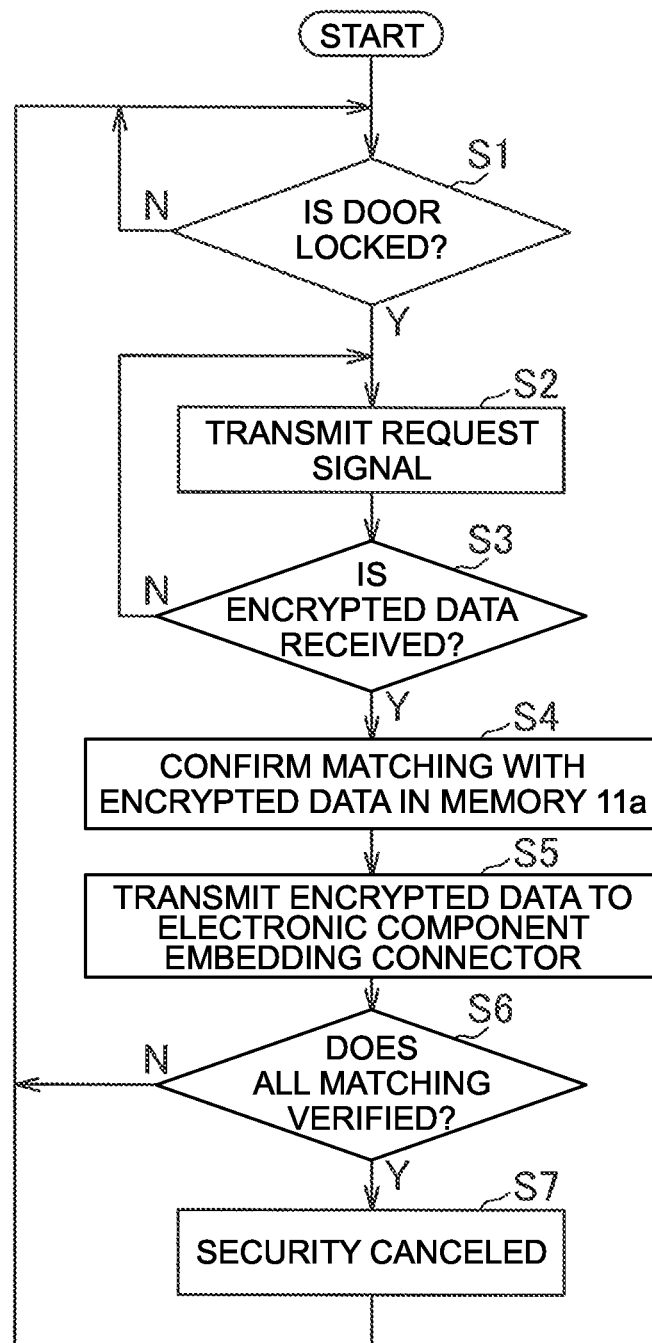 START
S1
IS DOOR
LOCKED?
N
Y
S2
TRANSMIT REQUEST
SIGNAL
S3
IS
ENCRYPTED DATA
RECEIVED?
N
Y
S4
CONFIRM MATCHING WITH
ENCRYPTED DATA IN MEMORY 11a
S5
TRANSMIT ENCRYPTED DATA TO
ELECTRONIC COMPONENT
EMBEDDING CONNECTOR
S6
DOES
ALL MATCHING
VERIFIED?
N
Y
S7
SECURITY CANCELED